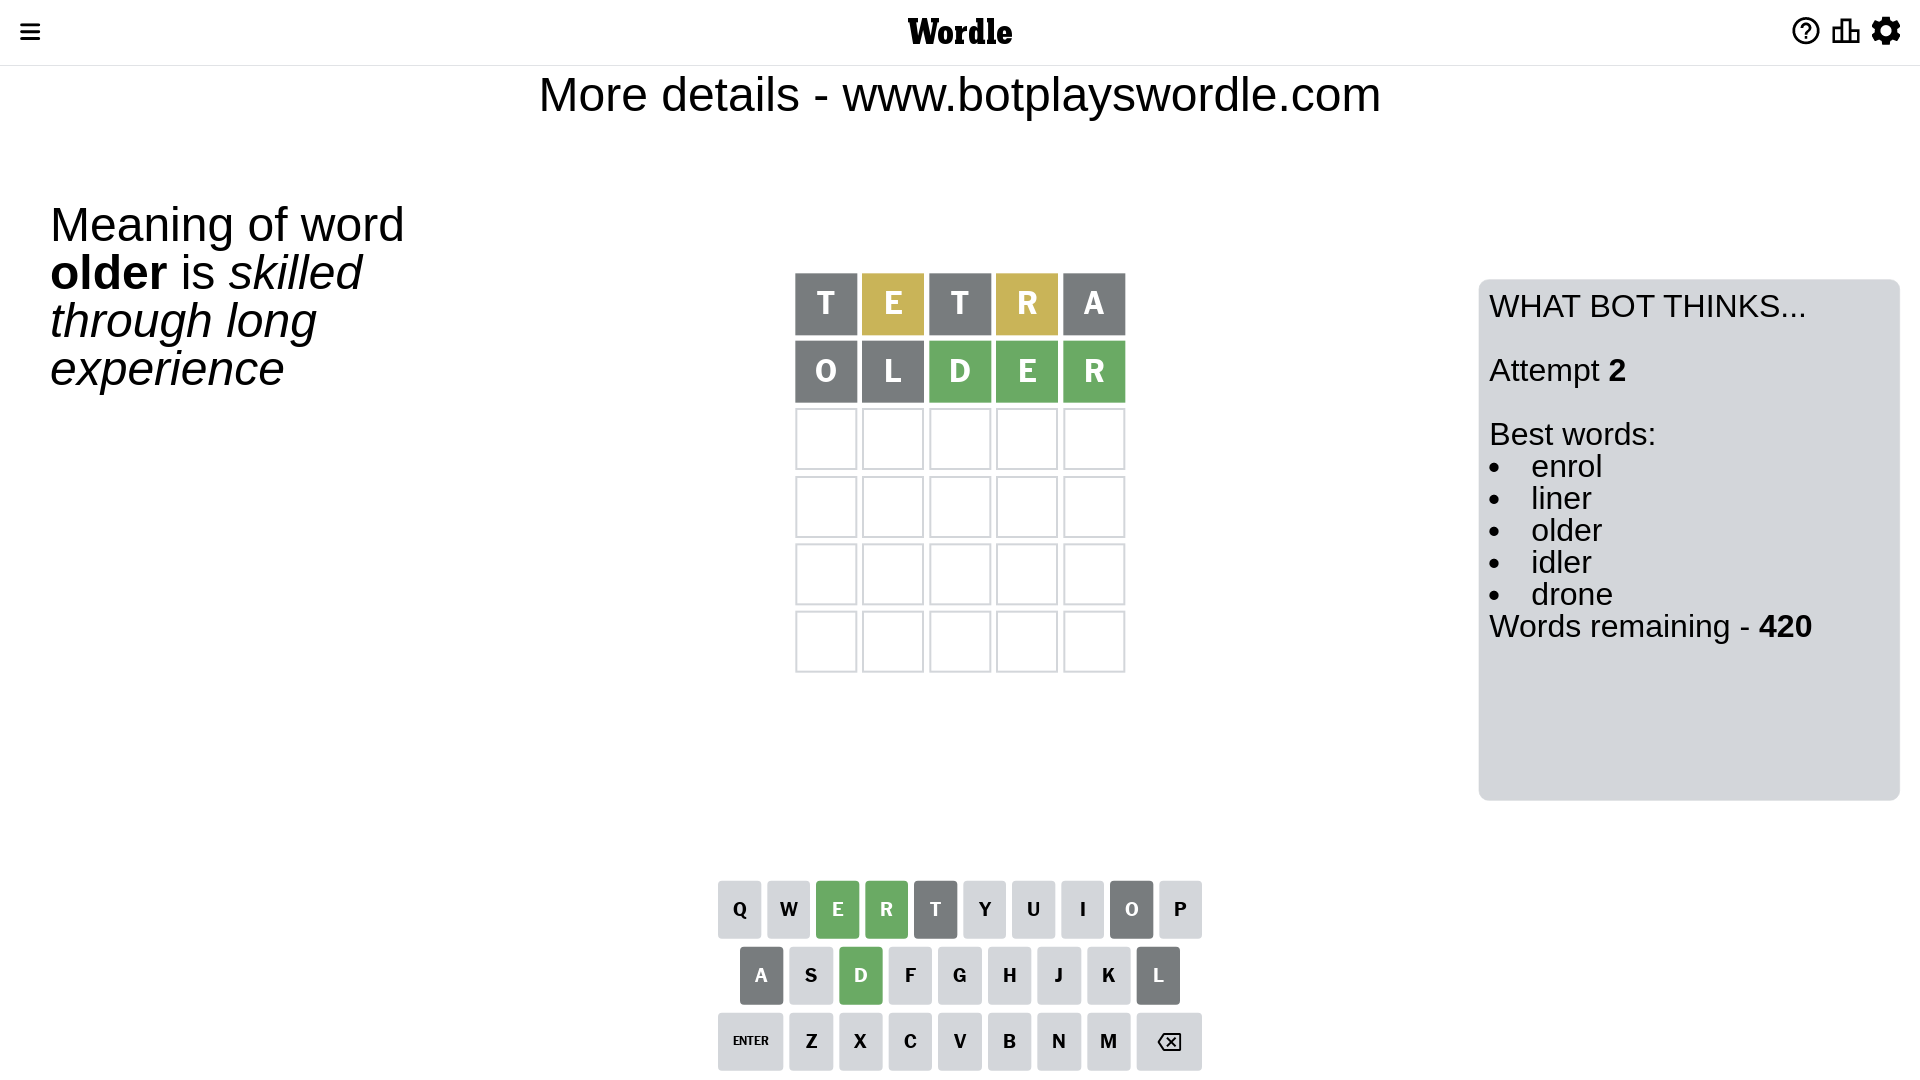 Wordle
More details - www.botplayswordle.com
Meaning of word
older is skilled
through long
experience
T E T R A
O L D E R
WHAT BOT THINKS...
Attempt 2
Best words:
• enrol
• liner
• older
• idler
• drone
Words remaining - 420
Q W E R T Y U I O P
A S D F G H J K L
ENTER Z X C V B N M